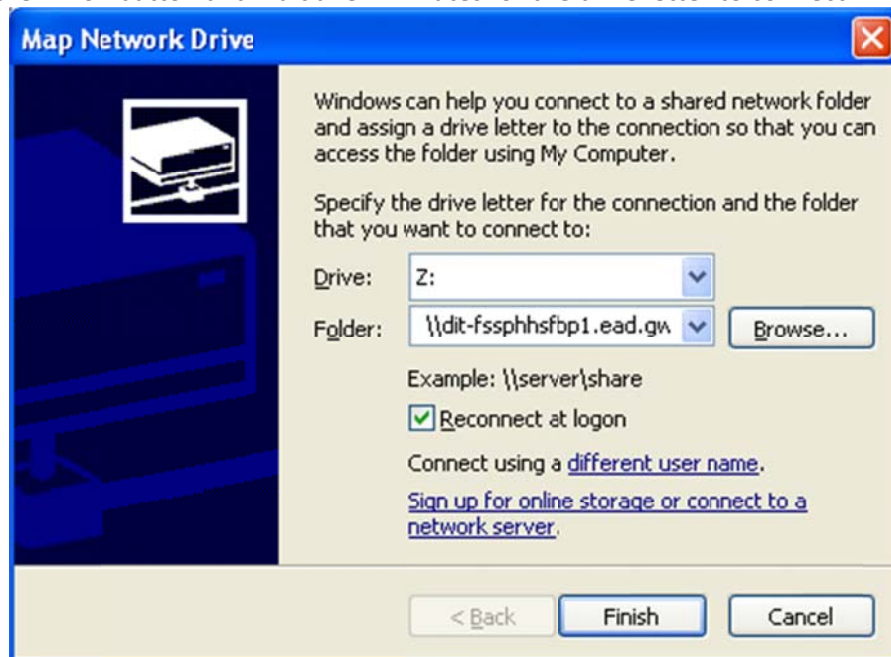 Map Network Drive
Windows can help you connect to a shared network folder
and assign a drive letter to the connection so that you can
access the folder using My Computer.
Specify the drive letter for the connection and the folder
that you want to connect to:
Drive: Z:
Folder: \\dit-fssphhsfbp1.ead.gw Browse...
Example: \\server\share
Reconnect at logon
Connect using a different user name.
Sign up for online storage or connect to a
network server.
< Back Finish Cancel